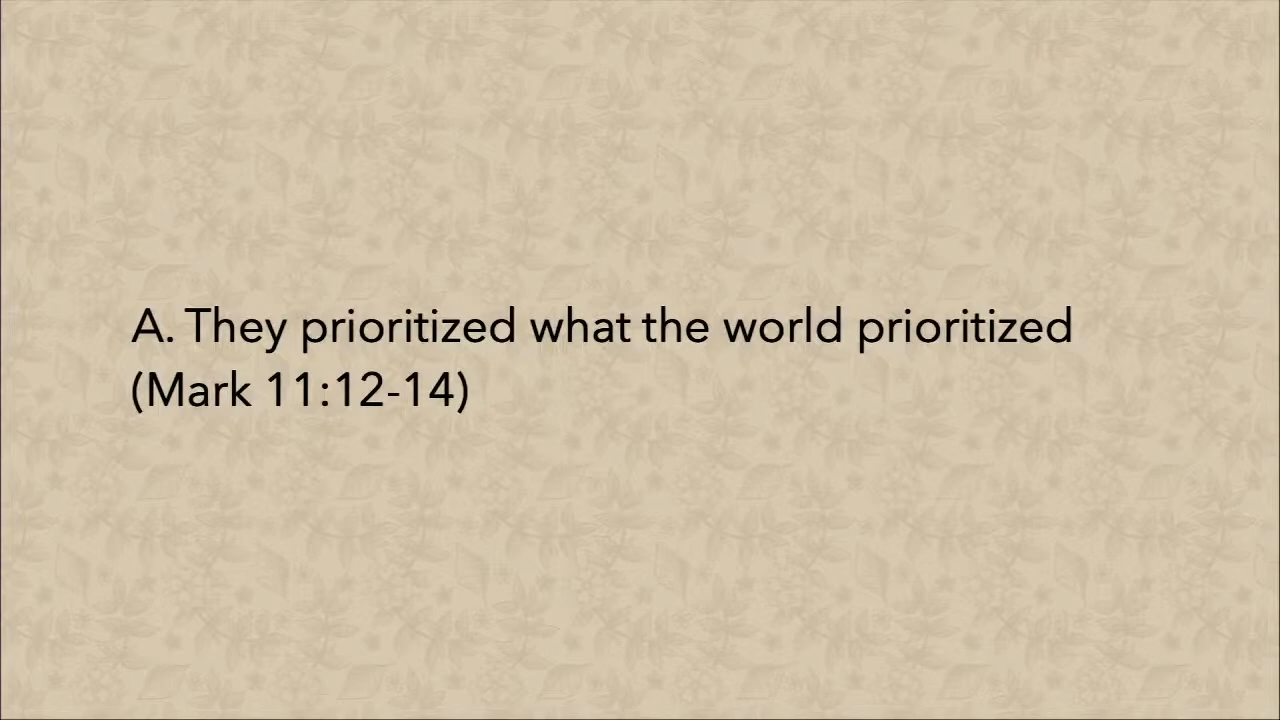 A. They prioritized what the world prioritized
(Mark 11:12-14)